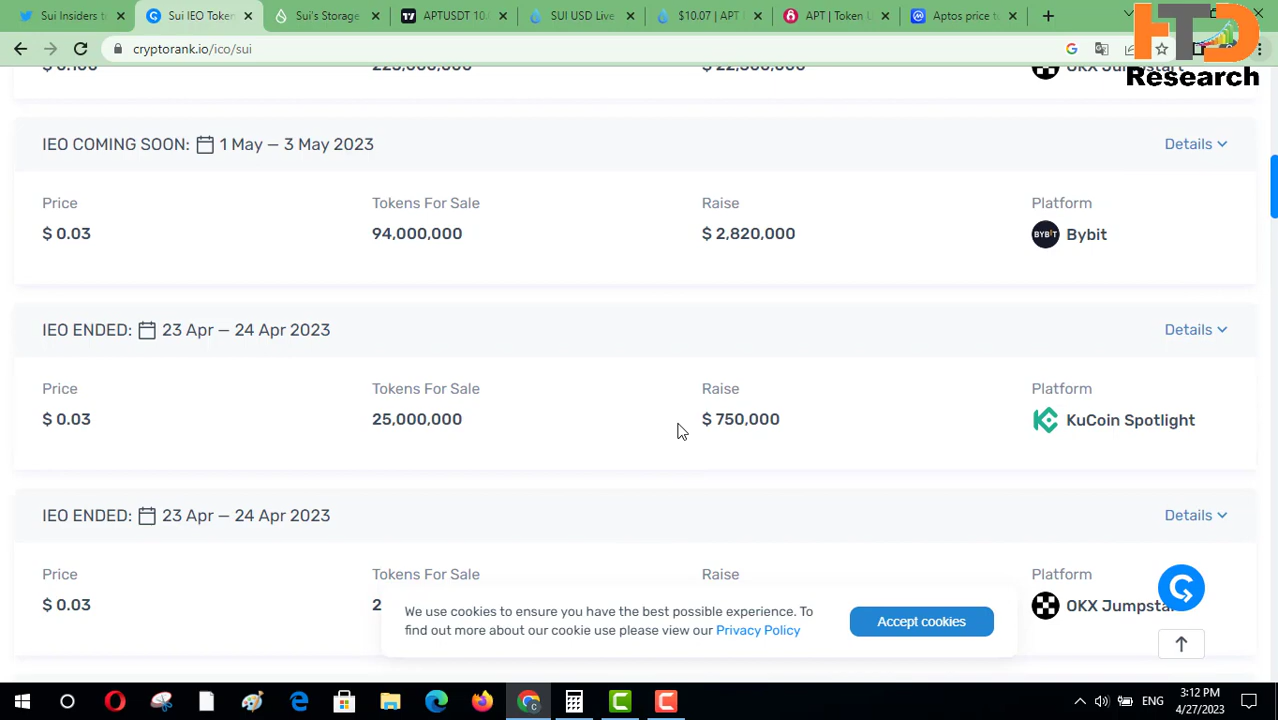 Sui Insiders t
Sui IEO Token
Sui's Storage
APTUSDT 10.
SUI USD Live
$10.07 | APT
APT | Token
Aptos price t
HTD
Research
cryptorank.io/ico/sui
OKX Jumpstart
IEO COMING SOON: 1 May — 3 May 2023
Details
Price
Tokens For Sale
Raise
Platform
$ 0.03
94,000,000
$ 2,820,000
BYBIT
Bybit
IEO ENDED: 23 Apr — 24 Apr 2023
Details
Price
Tokens For Sale
Raise
Platform
$ 0.03
25,000,000
$ 750,000
KuCoin Spotlight
IEO ENDED: 23 Apr — 24 Apr 2023
Details
Price
Tokens For Sale
Raise
Platform
$ 0.03
2
OKX Jumpsta
We use cookies to ensure you have the best possible experience. To
find out more about our cookie use please view our Privacy Policy
Accept cookies
ENG
3:12 PM
4/27/2023